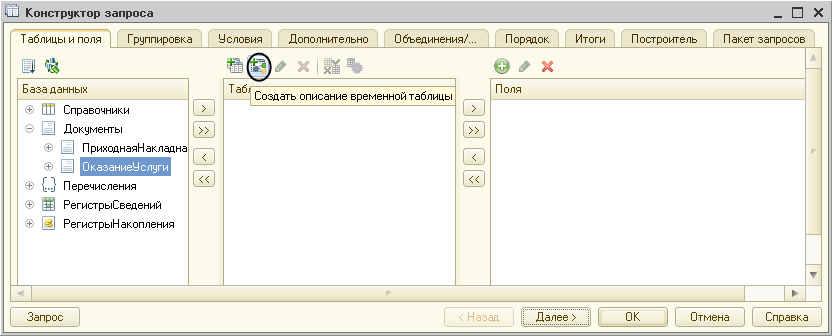 Конструктор запроса
Таблицы и поля
Группировка
Условия
Дополнительно
Объединения/...
Порядок
Итоги
Построитель
Пакет запросов
База данных
Табл
Поля
Создать описание временной таблицы
Справочники
Документы
ПриходнаяНакладна
ОказаниеУслуги
Перечисления
РегистрыСведений
РегистрыНакопления
Запрос
< Назад
Далее >
OK
Отмена
Справка